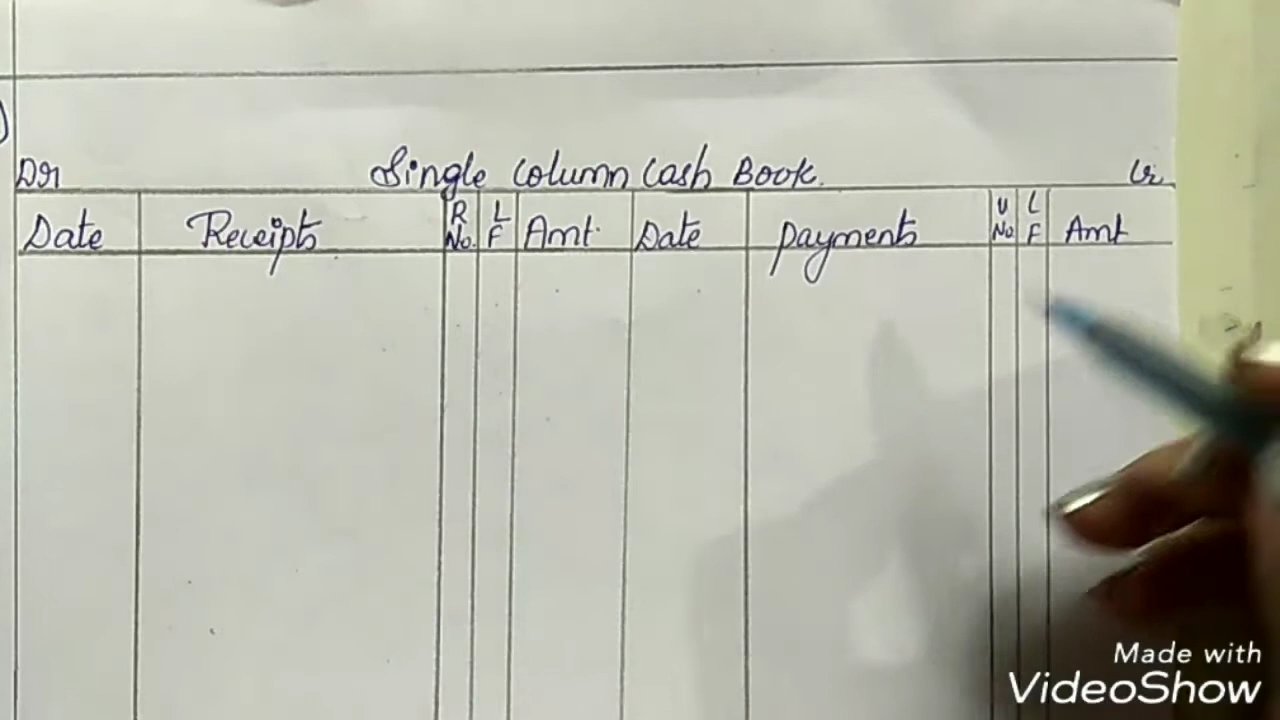 Dr Single Column Cash Book. Cr.
Date Receipts R No. L F Amt. Date payments V No L F Amt
Made with
VideoShow